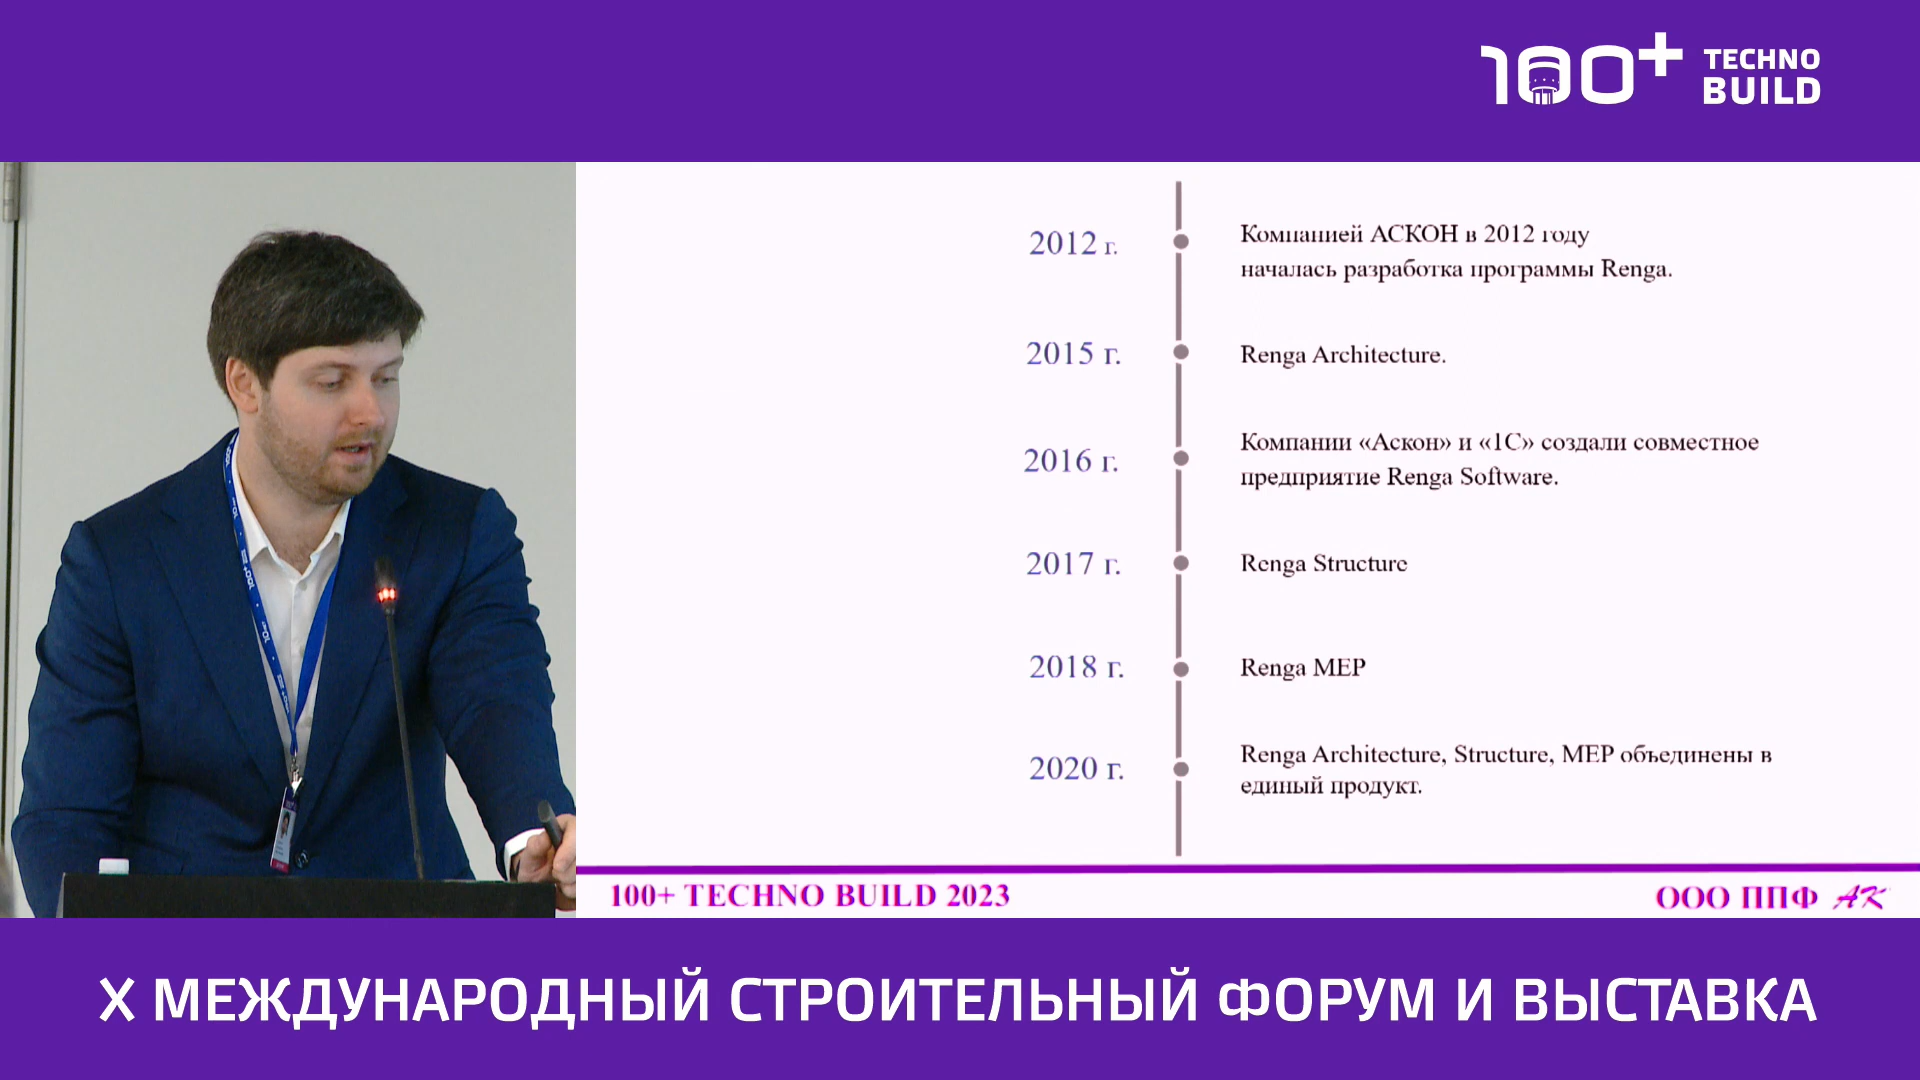 100+ TECHNO
BUILD
2012 г.
Компанией АСКОН в 2012 году
началась разработка программы Renga.
2015 г.
Renga Architecture.
2016 г.
Компании «Аскон» и «1С» создали совместное
предприятие Renga Software.
2017 г.
Renga Structure
2018 г.
Renga MEP
2020 г.
Renga Architecture, Structure, MEP объединены в
единый продукт.
100+ TECHNO BUILD 2023
ООО ППФ АК
X МЕЖДУНАРОДНЫЙ СТРОИТЕЛЬНЫЙ ФОРУМ И ВЫСТАВКА